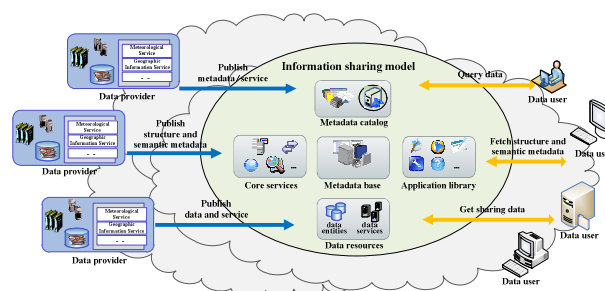 Meteorological
Service
Geographic
Information Service
- -
Data provider
Publish
metadata/service
Information sharing model
Query data
Data user
Metadata catalog
Meteorological
Service
Geographic
Information Service
- -
Data provider
Publish
structure and
semantic metadata
Core services
...
Metadata base
Application library
...
Fetch structure and
semantic metadata
Data us
Meteorological
Service
Geographic
Information Service
- -
Data provider
Publish
data and service
data
entities
data
services
Data resources
Get sharing data
Data user
Data user